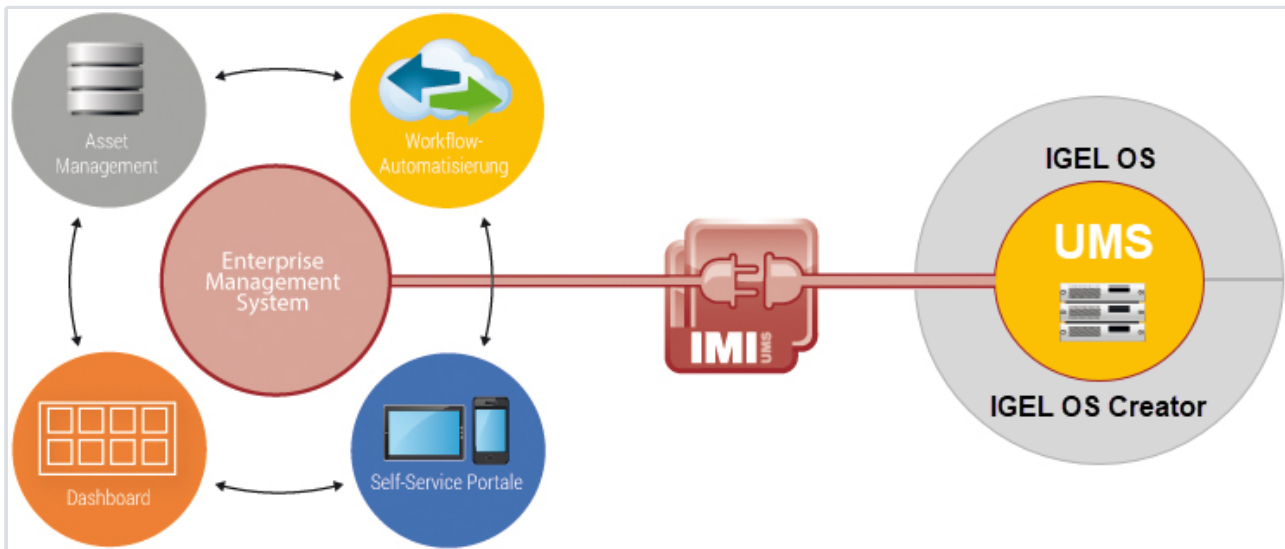 Asset
Management
Workflow-
Automatisierung
Enterprise
Management
System
IMI
UMS
IGEL OS
UMS
IGEL OS Creator
Dashboard
Self-Service Portale